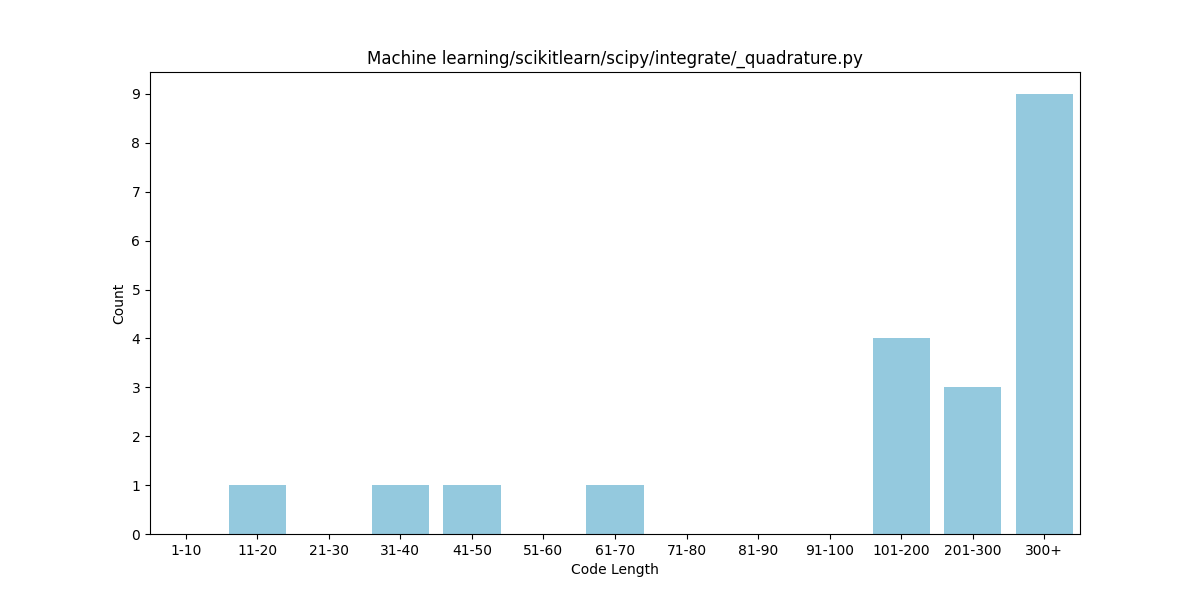 Machine learning/scikitlearn/scipy/integrate/_quadrature.py
9
8
7
6
5
4
3
2
1
0
Count
1-10 11-20 21-30 31-40 41-50 51-60 61-70 71-80 81-90 91-100 101-200 201-300 300+
Code Length